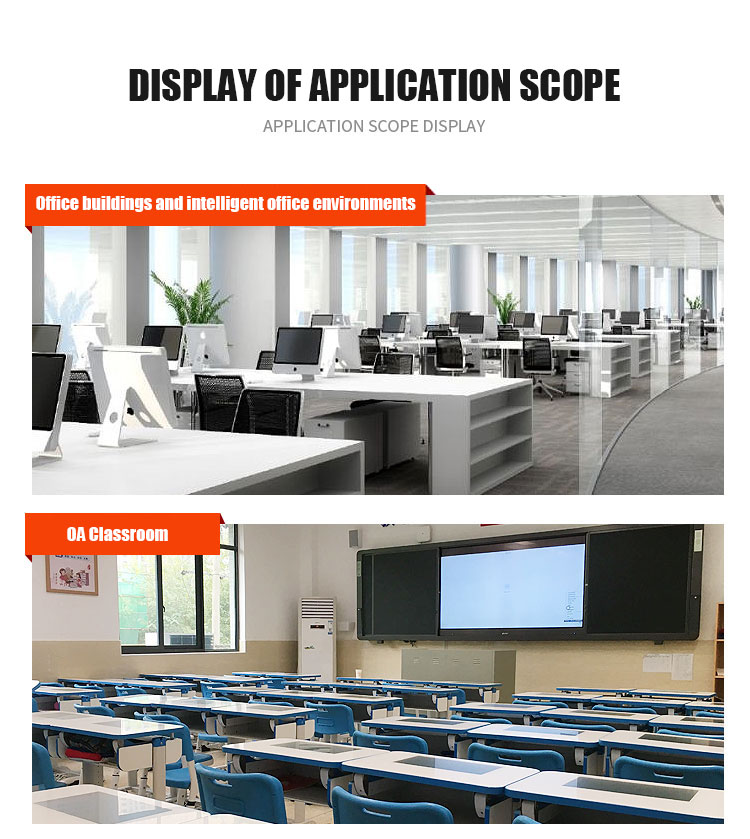 DISPLAY OF APPLICATION SCOPE
APPLICATION SCOPE DISPLAY
Office buildings and intelligent office environments
OA Classroom